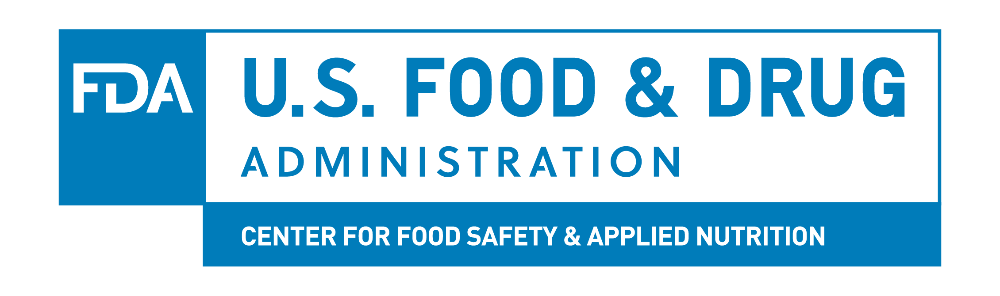 FDA
U.S. FOOD & DRUG
ADMINISTRATION
CENTER FOR FOOD SAFETY & APPLIED NUTRITION